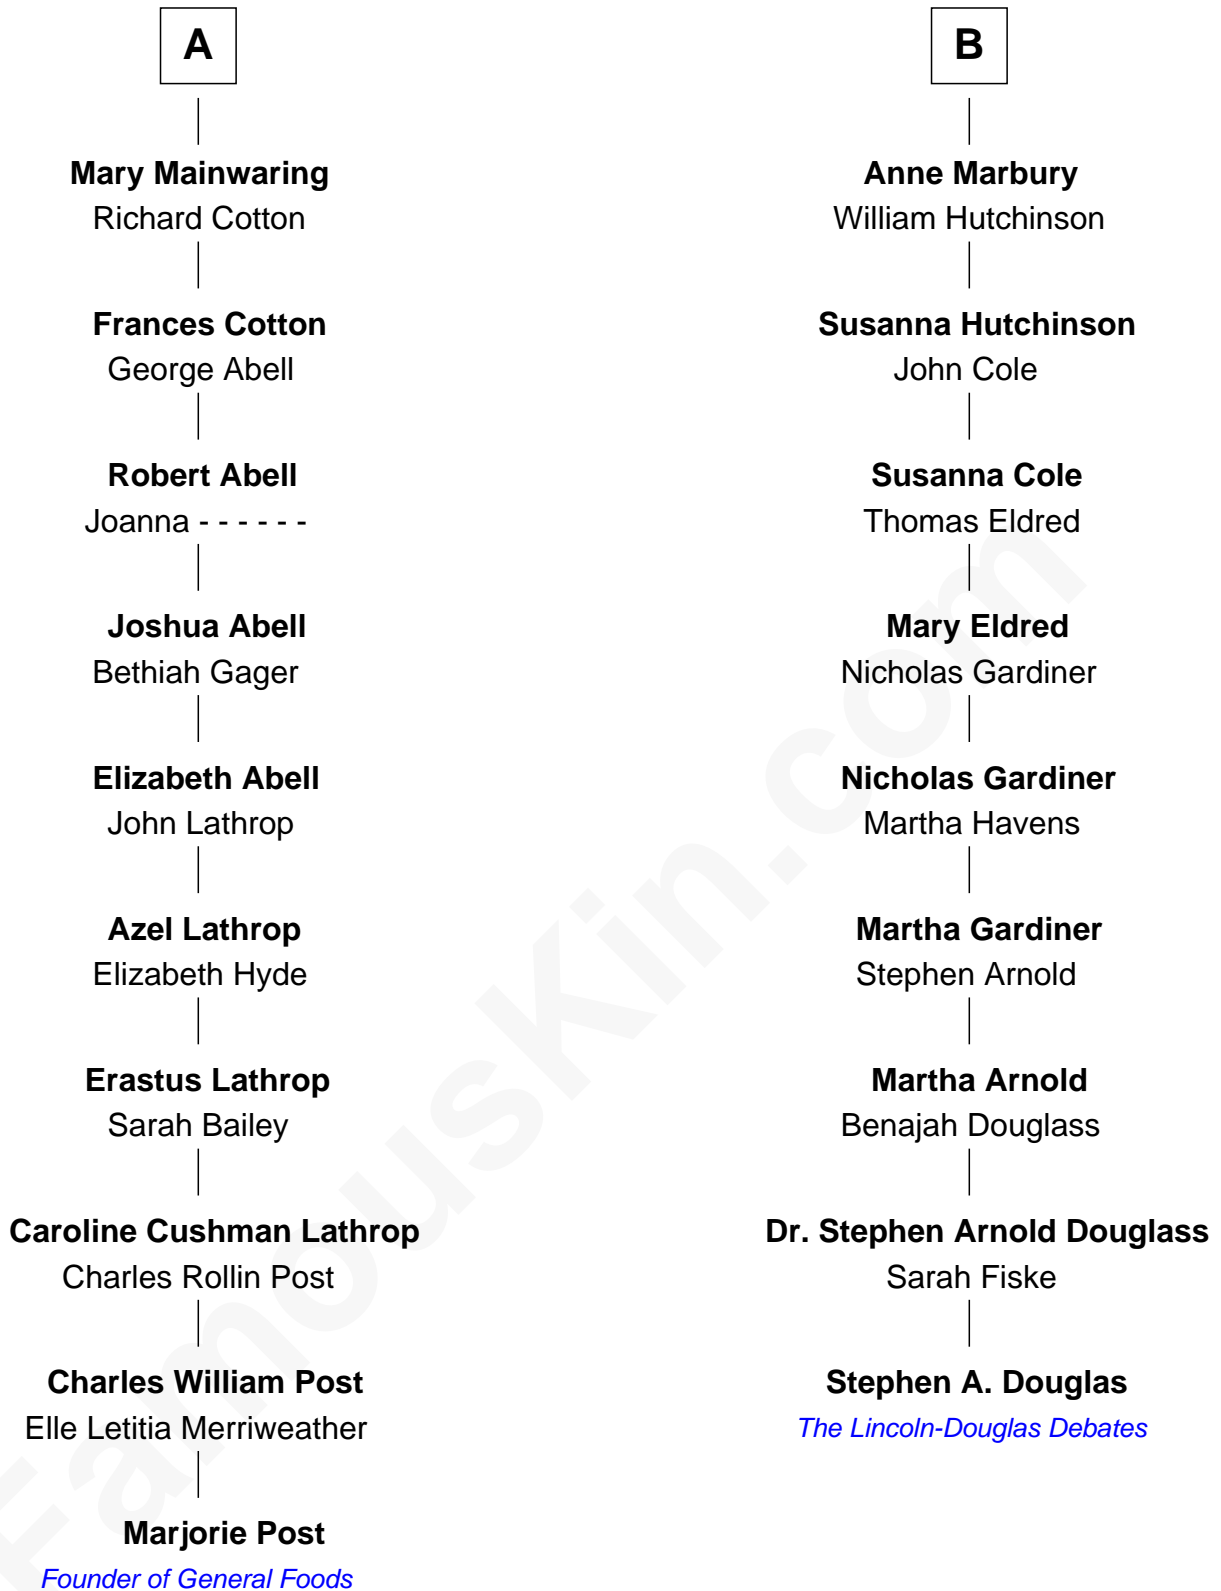 A
Mary Mainwaring
Richard Cotton
Frances Cotton
George Abell
Robert Abell
Joanna - - - - - -
Joshua Abell
Bethiah Gager
Elizabeth Abell
John Lathrop
Azel Lathrop
Elizabeth Hyde
Erastus Lathrop
Sarah Bailey
Caroline Cushman Lathrop
Charles Rollin Post
Charles William Post
Elle Letitia Merriweather
Marjorie Post
Founder of General Foods
B
Anne Marbury
William Hutchinson
Susanna Hutchinson
John Cole
Susanna Cole
Thomas Eldred
Mary Eldred
Nicholas Gardiner
Nicholas Gardiner
Martha Havens
Martha Gardiner
Stephen Arnold
Martha Arnold
Benajah Douglass
Dr. Stephen Arnold Douglass
Sarah Fiske
Stephen A. Douglas
The Lincoln-Douglas Debates
FamousKin.com